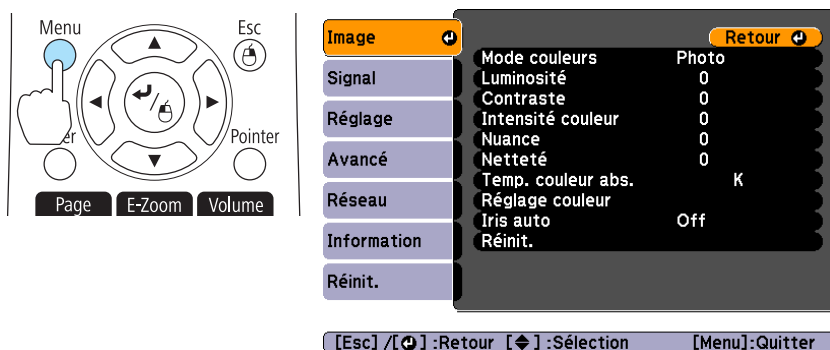 Menu
Esc
er
Pointer
Page
E-Zoom
Volume
Image
Signal
Réglage
Avancé
Réseau
Information
Réinit.
Retour
Mode couleurs Photo
Luminosité 0
Contraste 0
Intensité couleur 0
Nuance 0
Netteté 0
Temp. couleur abs. K
Réglage couleur
Iris auto Off
Réinit.
[Esc] /[ ] :Retour [ ] :Sélection [Menu]:Quitter